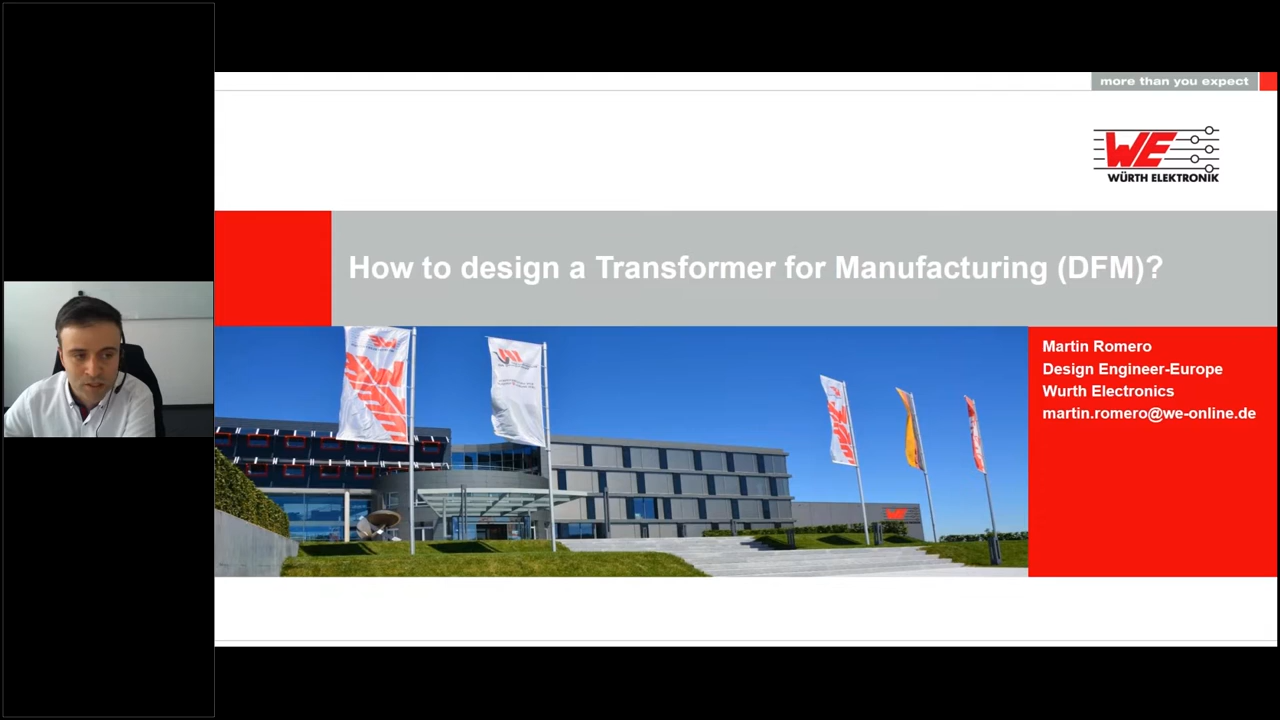 more than you expect
WE
WÜRTH ELEKTRONIK
How to design a Transformer for Manufacturing (DFM)?
Martin Romero
Design Engineer-Europe
Wurth Electronics
martin.romero@we-online.de